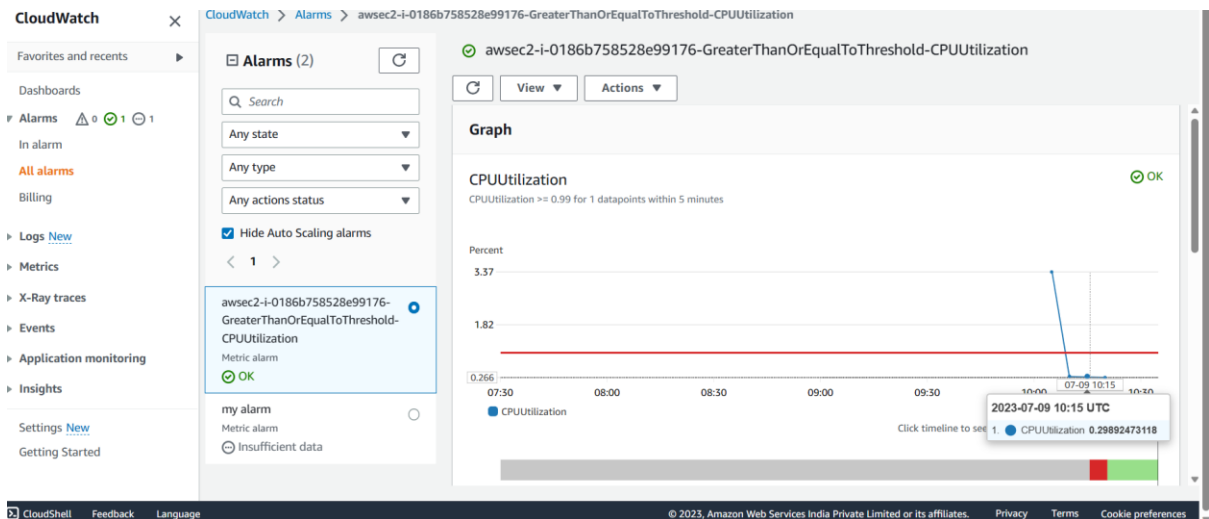 CloudWatch
Favorites and recents
Dashboards
Alarms 0 1 1
In alarm
All alarms
Billing
Logs New
Metrics
X-Ray traces
Events
Application monitoring
Insights
Settings New
Getting Started
CloudWatch > Alarms > awsec2-i-0186b758528e99176-GreaterThanOrEqualToThreshold-CPUUtilization
Alarms (2)
Search
Any state
Any type
Any actions status
Hide Auto Scaling alarms
< 1 >
awsec2-i-0186b758528e99176-
GreaterThanOrEqualToThreshold-
CPUUtilization
Metric alarm
OK
my alarm
Metric alarm
Insufficient data
awsec2-i-0186b758528e99176-GreaterThanOrEqualToThreshold-CPUUtilization
View Actions
Graph
CPUUtilization OK
CPUUtilization >= 0.99 for 1 datapoints within 5 minutes
Percent
3.37
1.82
0.266
07:30 08:00 08:30 09:00 09:30 10:00 07-09 10:15 10:30
CPUUtilization
Click timeline to see
2023-07-09 10:15 UTC
1. CPUUtilization 0.29892473118
CloudShell Feedback Language © 2023, Amazon Web Services India Private Limited or its affiliates. Privacy Terms Cookie preferences